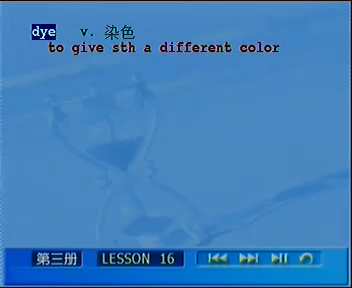 dye v. 染色
to give sth a different color
第三册 LESSON 16